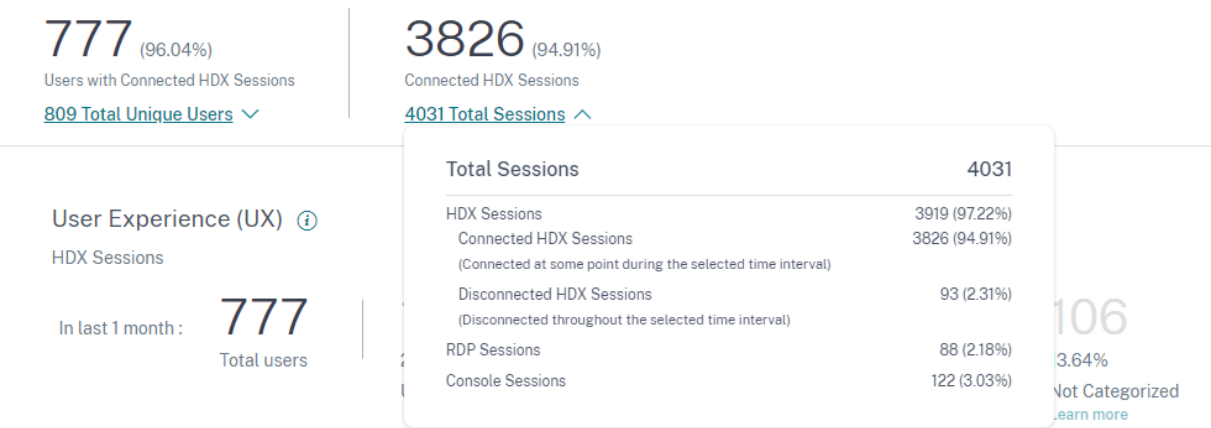 777 (96.04%)
Users with Connected HDX Sessions
809 Total Unique Users
3826 (94.91%)
Connected HDX Sessions
4031 Total Sessions
Total Sessions 4031
HDX Sessions 3919 (97.22%)
Connected HDX Sessions 3826 (94.91%)
(Connected at some point during the selected time interval)
Disconnected HDX Sessions 93 (2.31%)
(Disconnected throughout the selected time interval)
RDP Sessions 88 (2.18%)
Console Sessions 122 (3.03%)
User Experience (UX)
HDX Sessions
In last 1 month : 777
Total users
106
3.64%
Not Categorized
Learn more